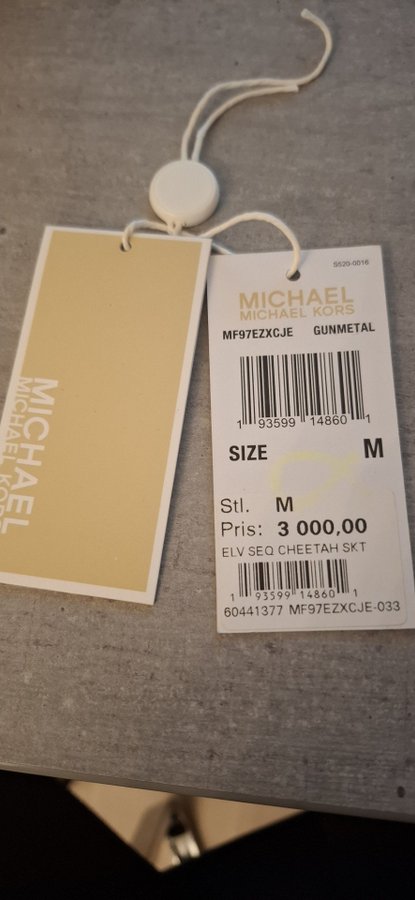 MICHAEL
MICHAEL KORS
S520-0016
MICHAEL
MICHAEL KORS
MF97EZXCJE GUNMETAL
1 93599 14860 1
SIZE M
Stl. M
Pris: 3 000,00
ELV SEQ CHEETAH SKT
1 93599 14860 1
60441377 MF97EZXCJE-033